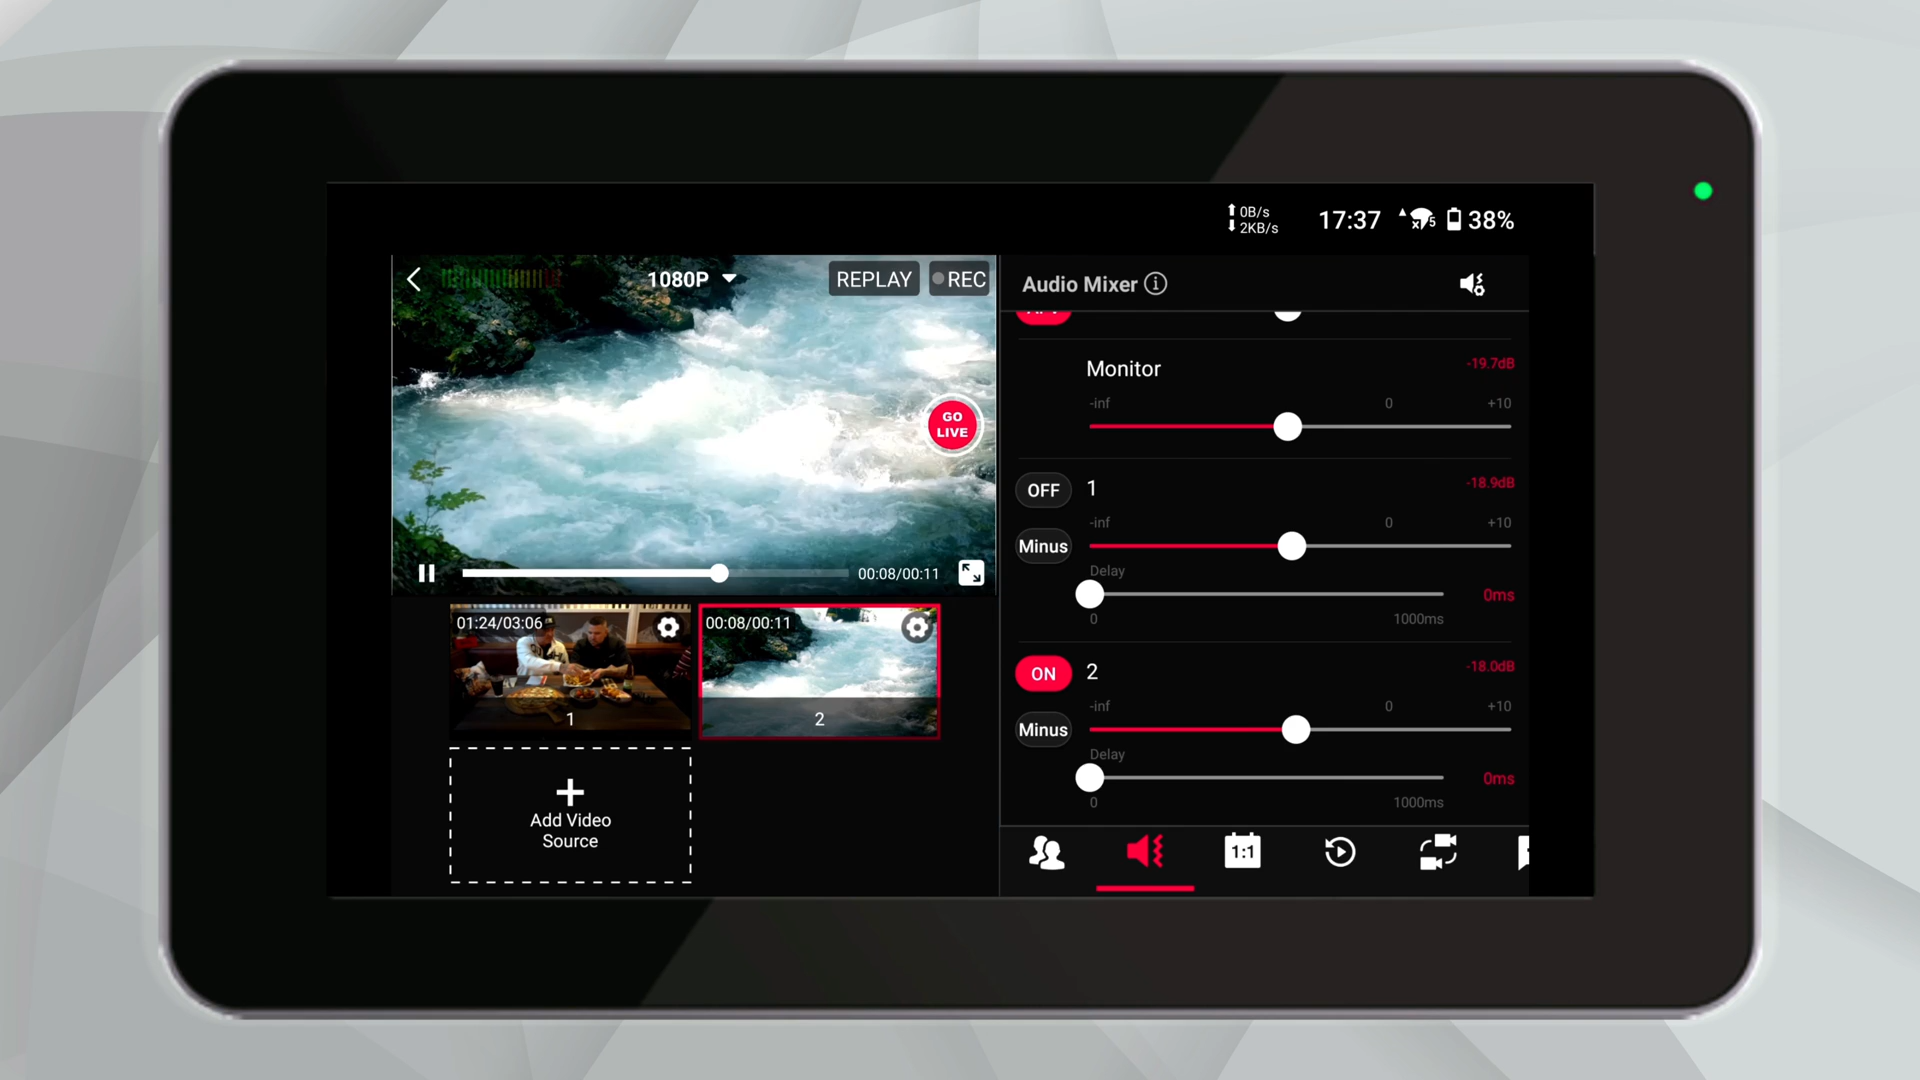 0B/s
2KB/s
17:37
5
38%
1080P
REPLAY
REC
GO
LIVE
00:08/00:11
01:24/03:06
1
00:08/00:11
2
Add Video
Source
Audio Mixer
Monitor
-19.7dB
-inf
0
+10
OFF
1
-18.9dB
-inf
0
+10
Minus
Delay
0ms
0
1000ms
ON
2
-18.0dB
-inf
0
+10
Minus
Delay
0ms
0
1000ms
1:1